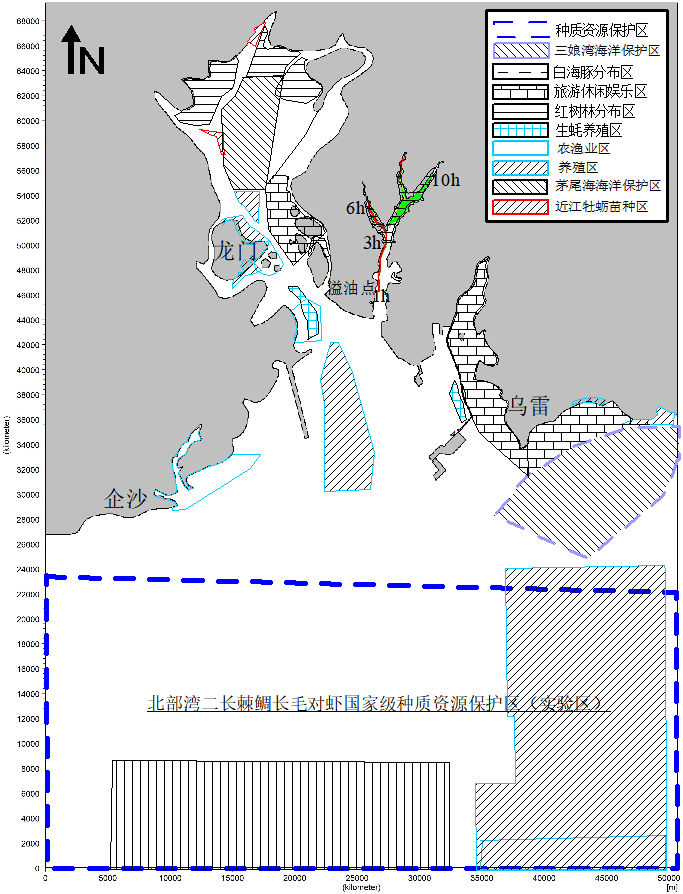 68000
66000
64000
62000
60000
58000
56000
54000
52000
50000
48000
46000
44000
42000
40000
38000
36000
34000
32000
30000
28000
26000
24000
22000
20000
18000
16000
14000
12000
10000
8000
6000
4000
2000
0
(kilometer)
N
种质资源保护区
三娘湾海洋保护区
白海豚分布区
旅游休闲娱乐区
红树林分布区
生蚝养殖区
农渔业区
养殖区
茅尾海海洋保护区
近江牡蛎苗种区
10h
6h
3h
1h
龙门
溢油点
乌雷
企沙
北部湾二长棘鲷长毛对虾国家级种质资源保护区（实验区）
0
5000
10000
15000
20000
25000
30000
35000
40000
45000
50000
(kilometer)
[m]